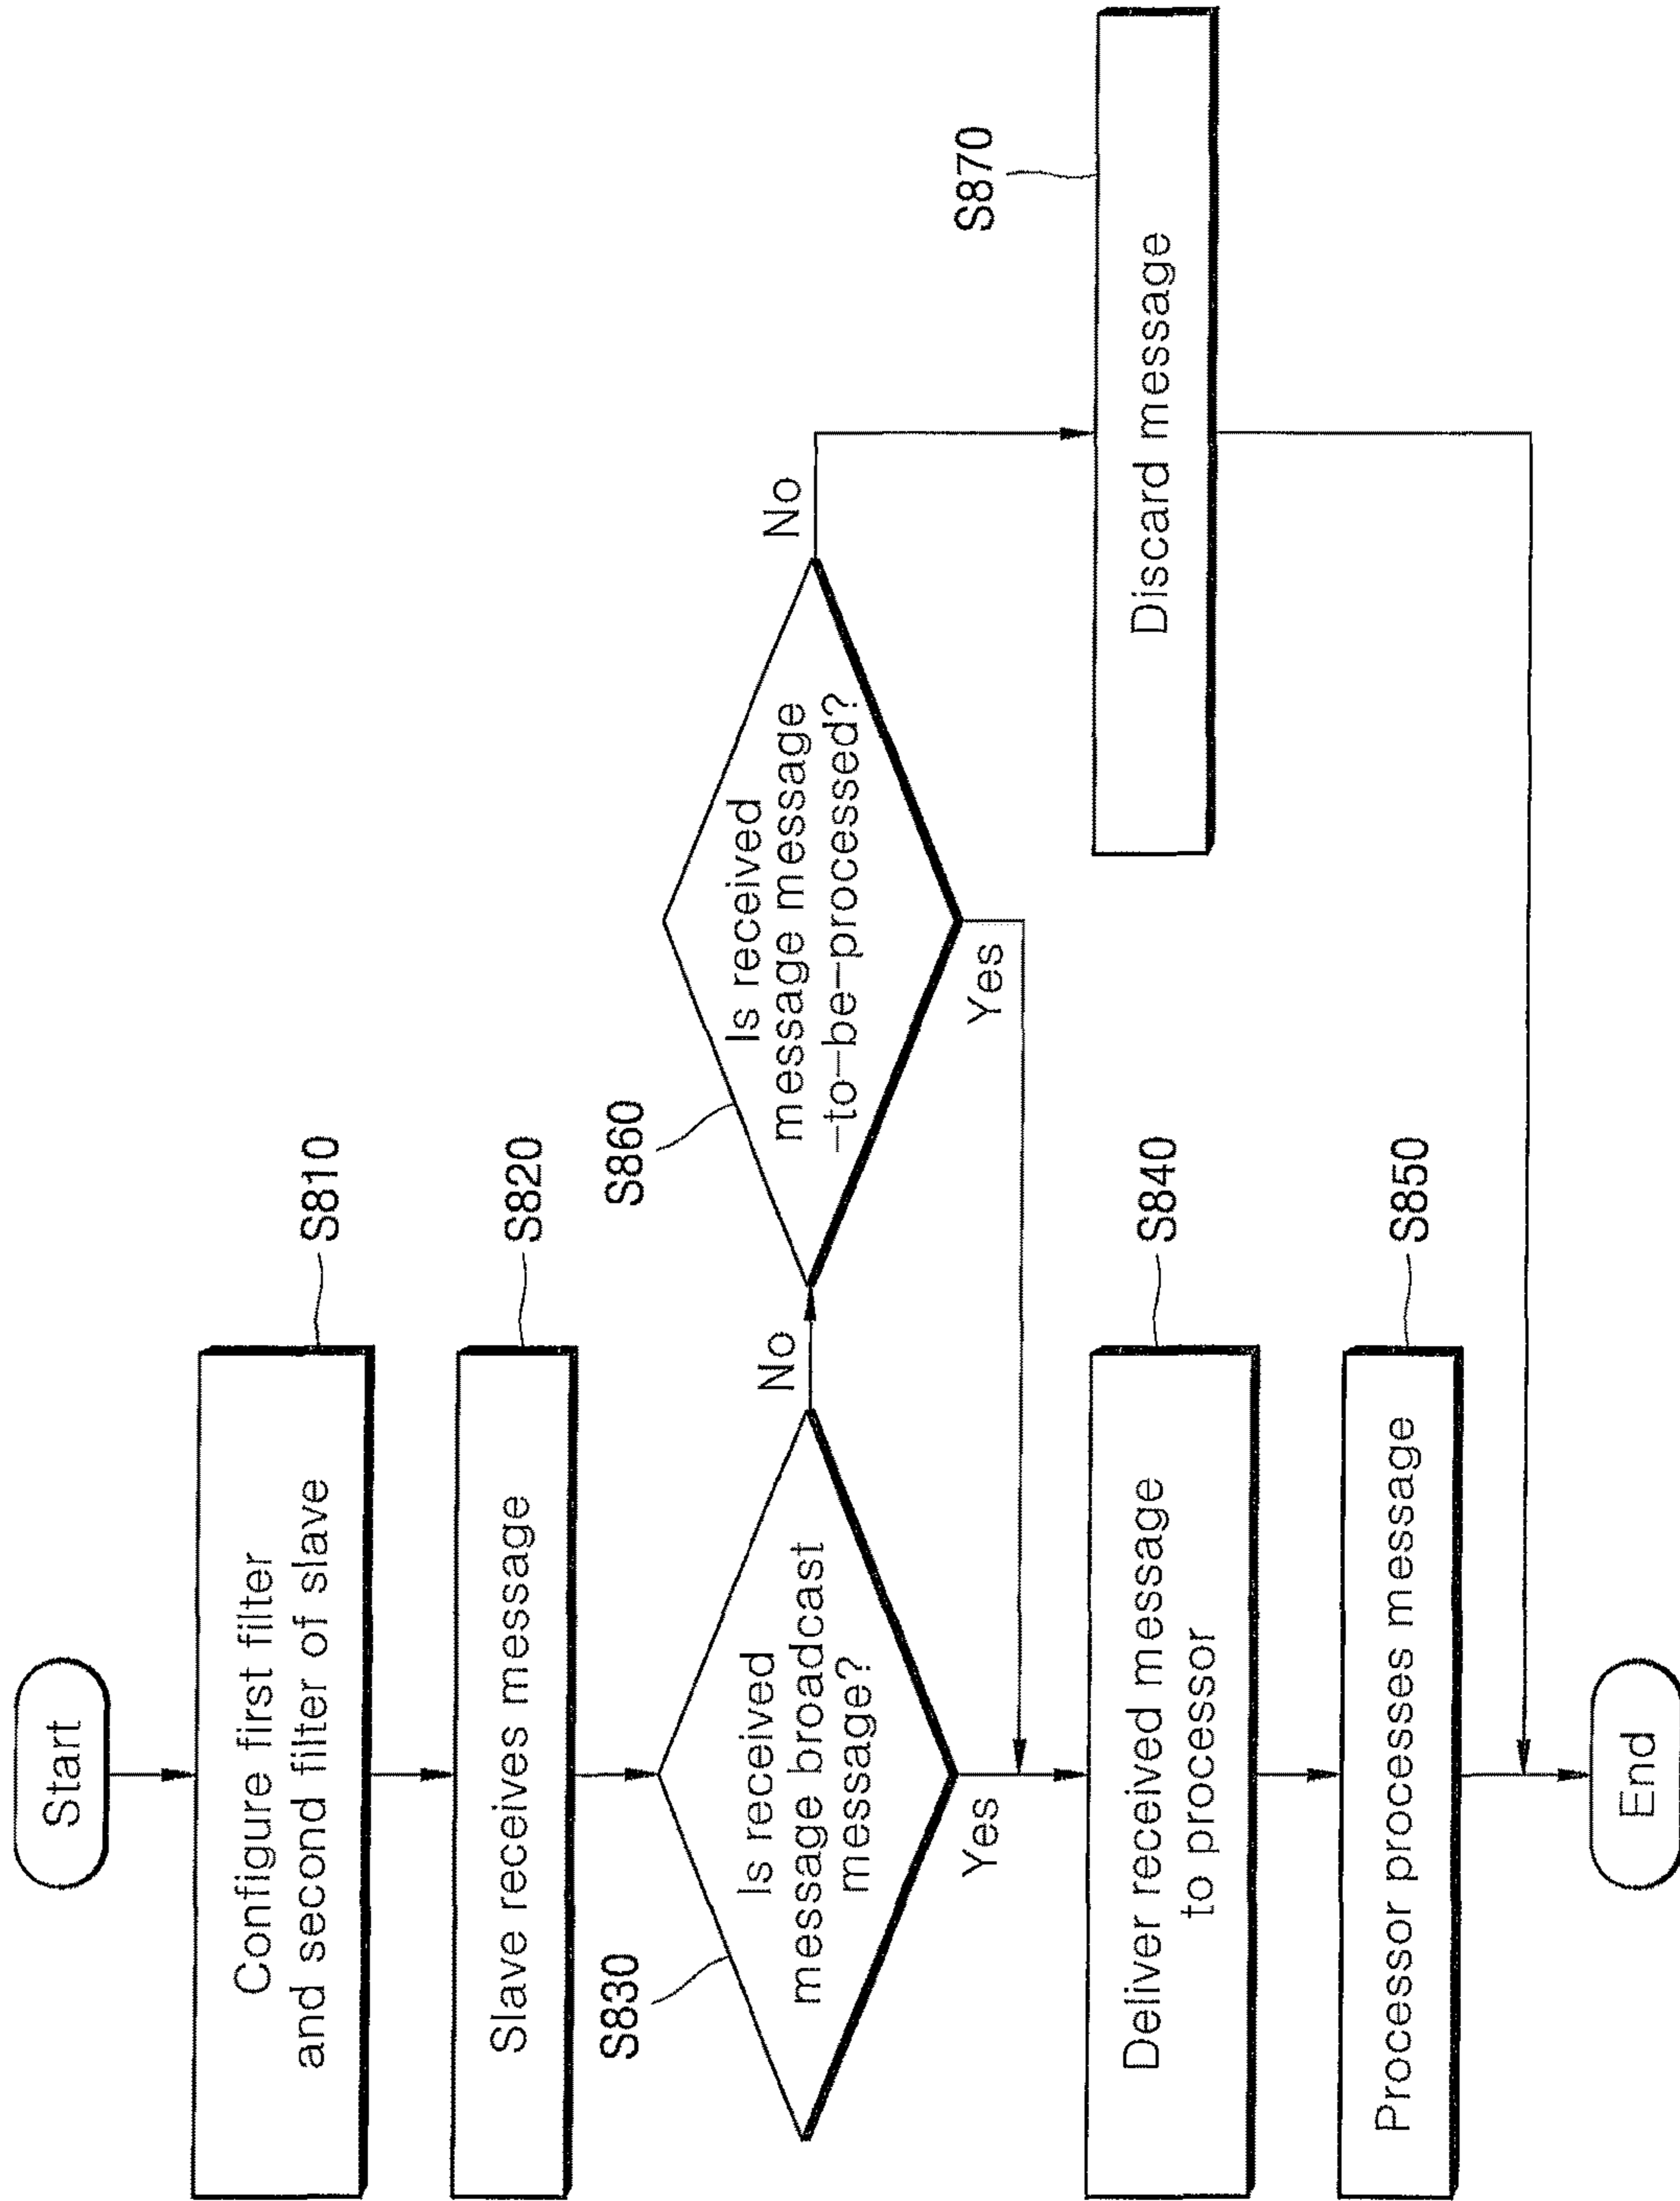 Start
Configure first filter
and second filter of slave
S810
Slave receives message
S820
Is received
message broadcast
message?
S830
No
Yes
Is received
message message
-to-be-processed?
S860
No
Yes
Deliver received message
to processor
S840
Discard message
S870
Processor processes message
S850
End